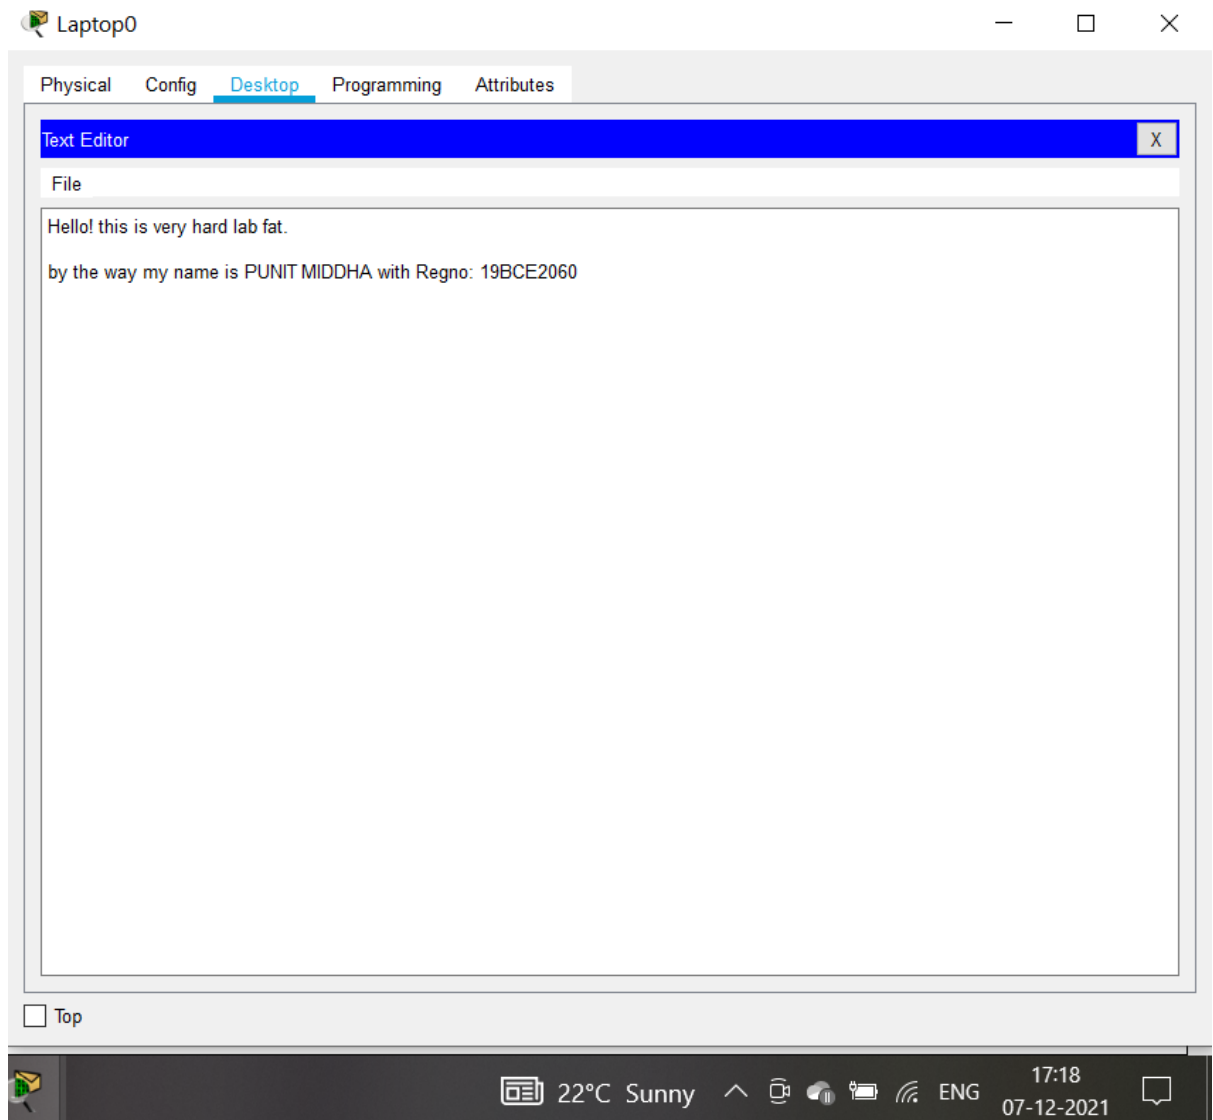 Laptop0
Physical Config Desktop Programming Attributes
Text Editor X
File
Hello! this is very hard lab fat.
by the way my name is PUNIT MIDDHA with Regno: 19BCE2060
Top
22°C Sunny ENG 17:18
07-12-2021